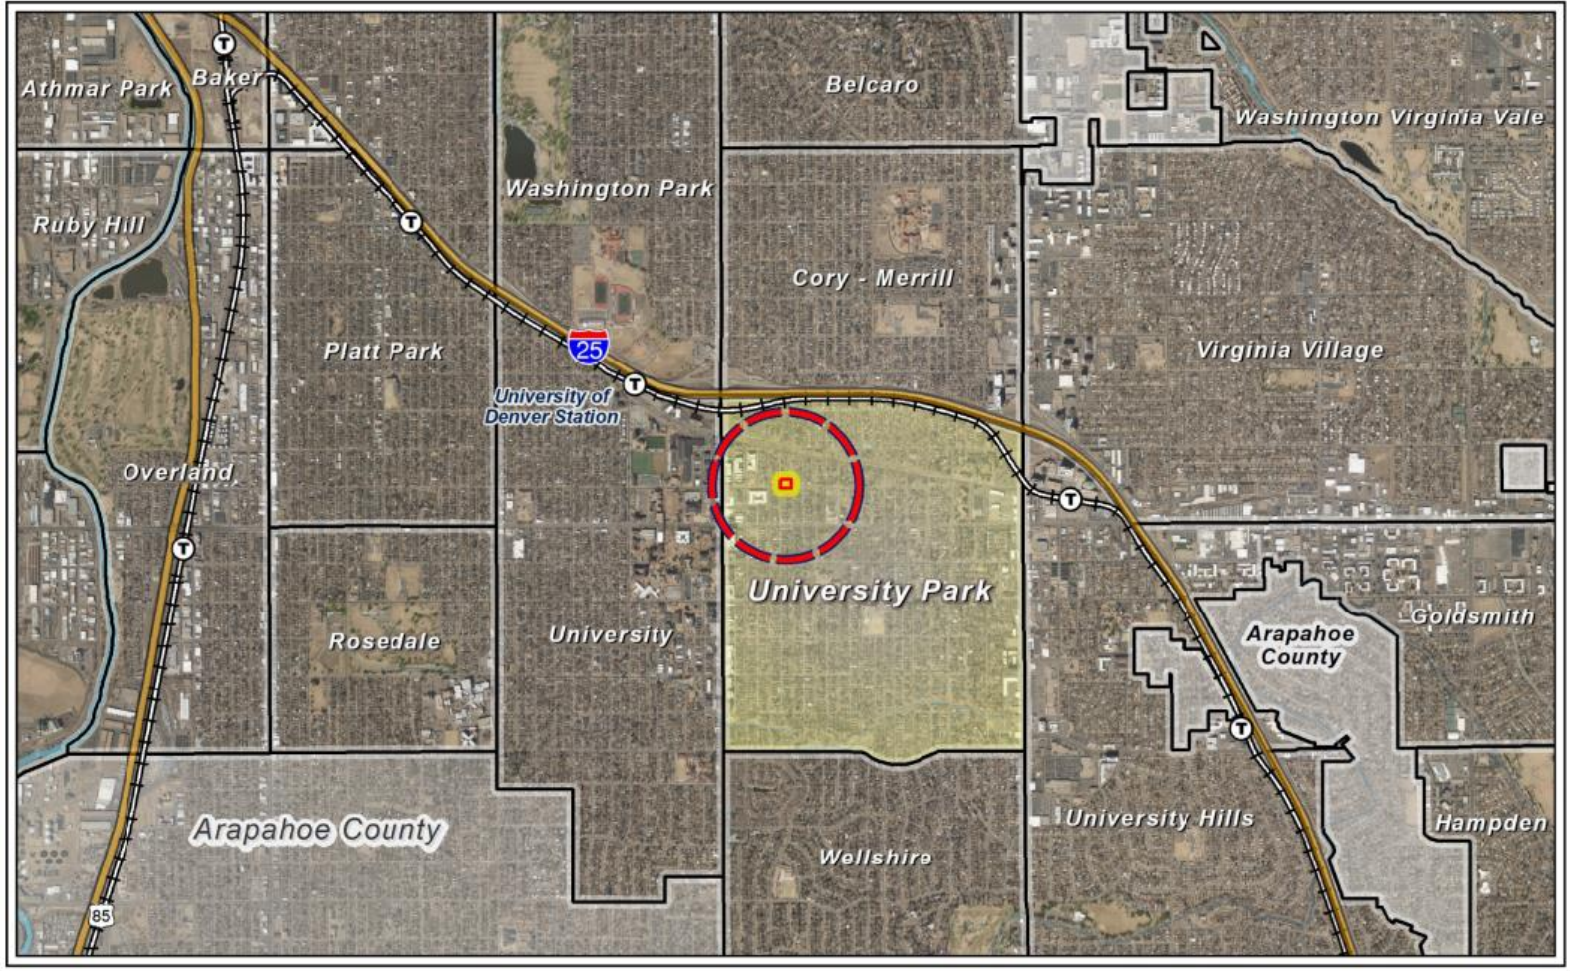 T
Athmar Park
Baker
Belcaro
Washington Virginia Vale
Washington Park
Ruby Hill
T
Cory - Merrill
Platt Park
25
Virginia Village
T
University of
Denver Station
Overland
T
T
University Park
Rosedale
University
Arapahoe
County
Goldsmith
T
Arapahoe County
University Hills
Hampden
Wellshire
85